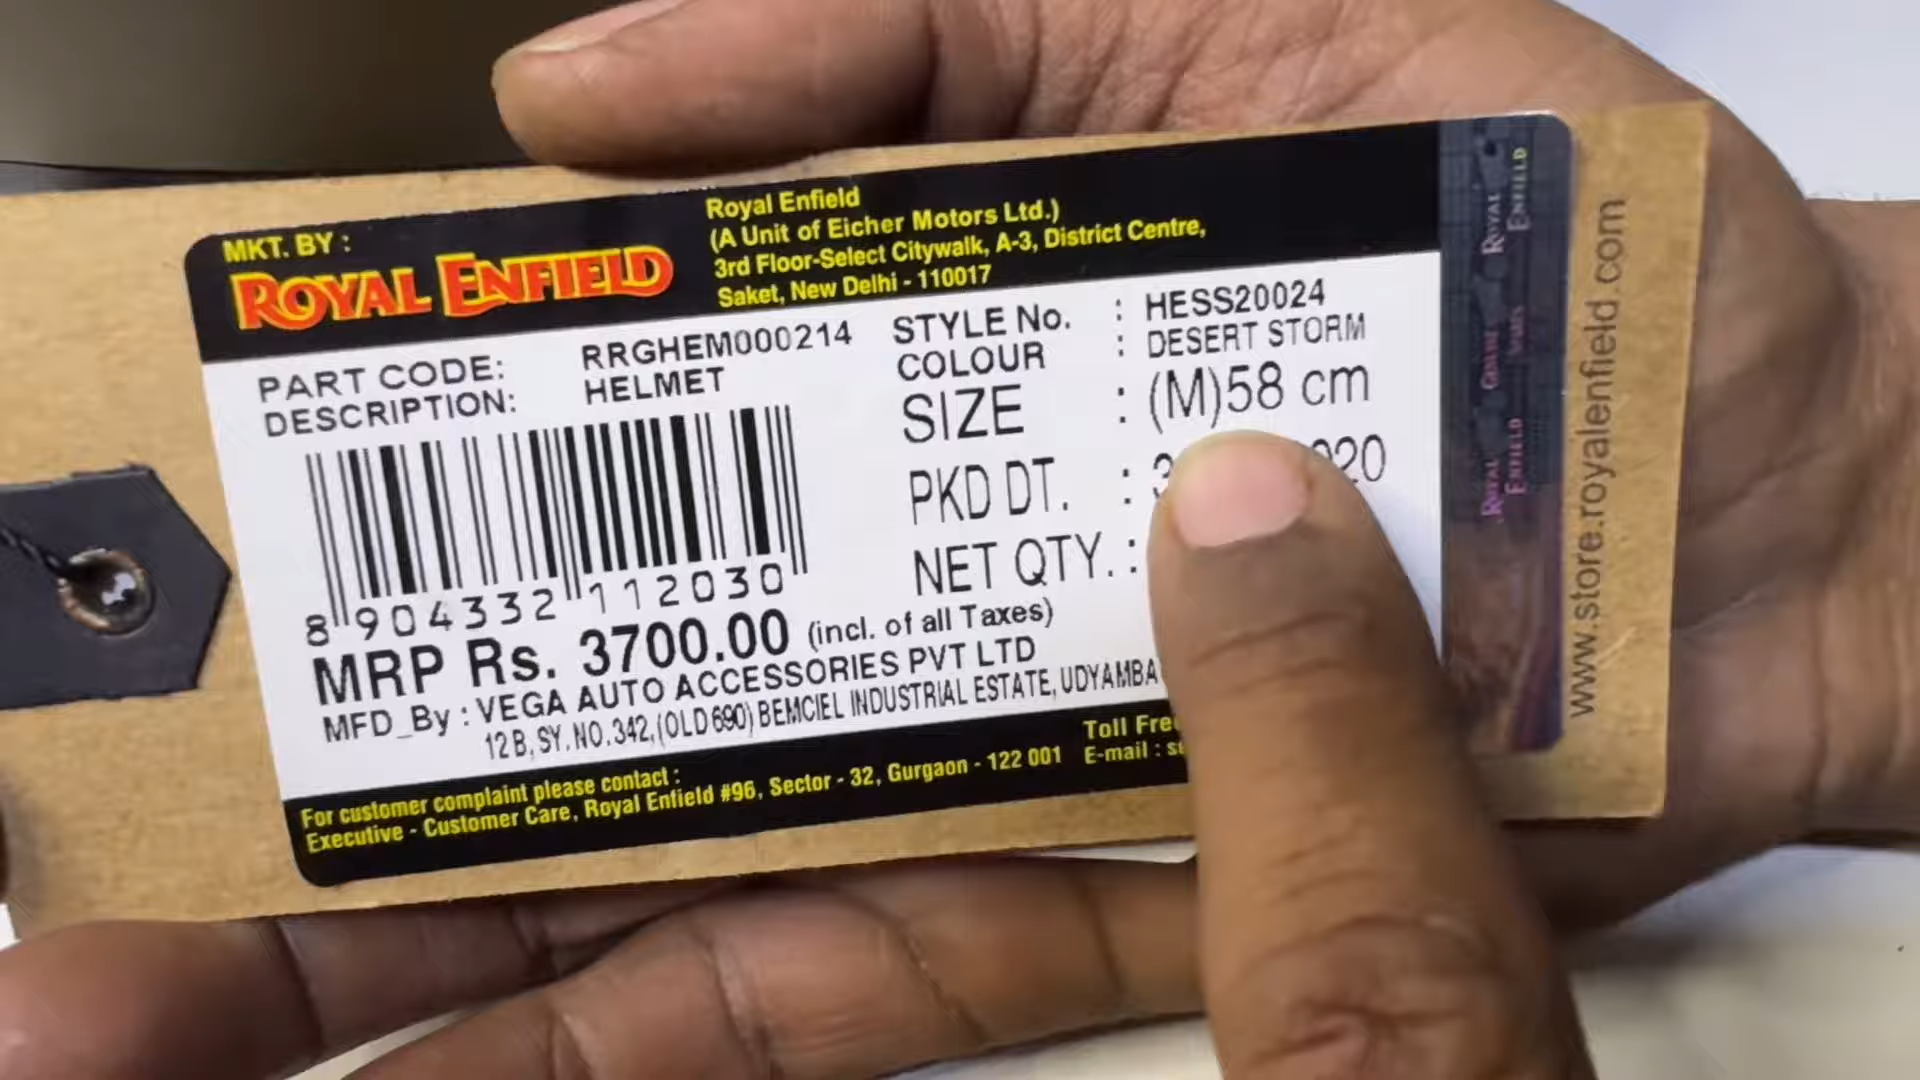 MKT. BY :
ROYAL ENFIELD
Royal Enfield
(A Unit of Eicher Motors Ltd.)
3rd Floor-Select Citywalk, A-3, District Centre,
Saket, New Delhi - 110017
PART CODE: RRGHEM000214
DESCRIPTION: HELMET
STYLE No. : HESS20024
COLOUR : DESERT STORM
SIZE : (M)58 cm
PKD DT. :
NET QTY. :
8 904332 112030
MRP Rs. 3700.00 (incl. of all Taxes)
MFD_By : VEGA AUTO ACCESSORIES PVT LTD
12B, SY. NO. 342, (OLD 690) BEMCIEL INDUSTRIAL ESTATE,
For customer complaint please contact :
Executive - Customer Care, Royal Enfield #96, Sector - 32, Gurgaon - 122 001
Toll
E-mail :
ROYAL ENFIELD
ROYAL ENFIELD
www.store.royalenfield.com